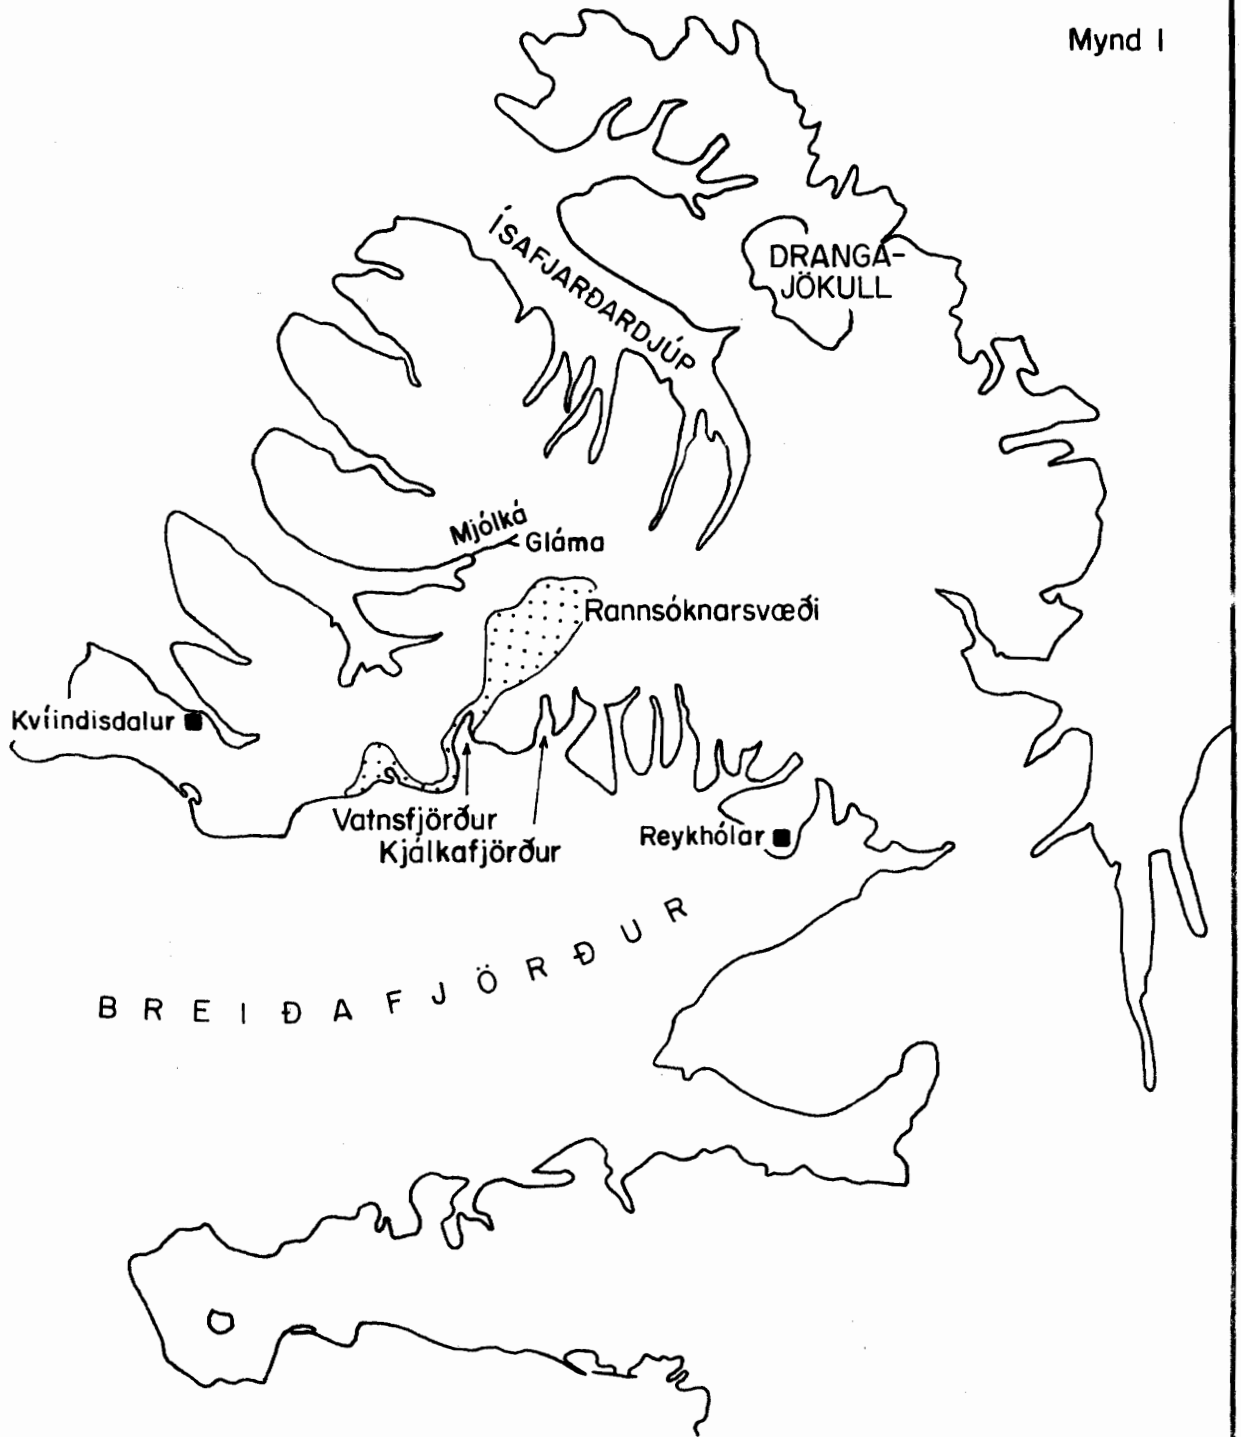 Mynd I
ÍSAFJARÐARDJÚP
DRANGA-
JÖKULL
Mjólká
Gláma
Rannsóknarsvæði
Kvíindisdalur
Vatnsfjörður
Kjálkafjörður
Reykhólar
BREIÐAFJÖRÐUR